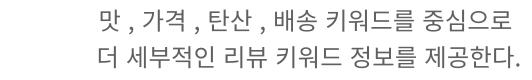 맛 , 가격 , 탄산 , 배송 키워드를 중심으로
더 세부적인 리뷰 키워드 정보를 제공한다.